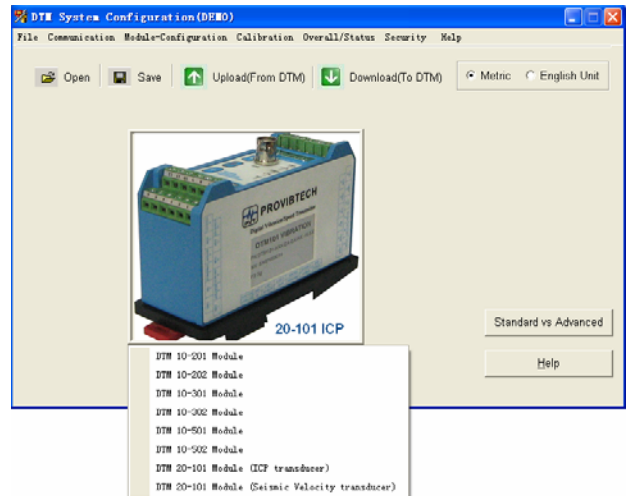 DTM System Configuration(DEMO)
File Communication Module-Configuration Calibration Overall/Status Security Help
Open Save Upload(From DTM) Download(To DTM) Metric English Unit
PROVIBTECH
DTM101 VIBRATION
20-101 ICP
Standard vs Advanced
Help
DTM 10-201 Module
DTM 10-202 Module
DTM 10-301 Module
DTM 10-302 Module
DTM 10-501 Module
DTM 10-502 Module
DTM 20-101 Module (ICP transducer)
DTM 20-101 Module (Seismic Velocity transducer)